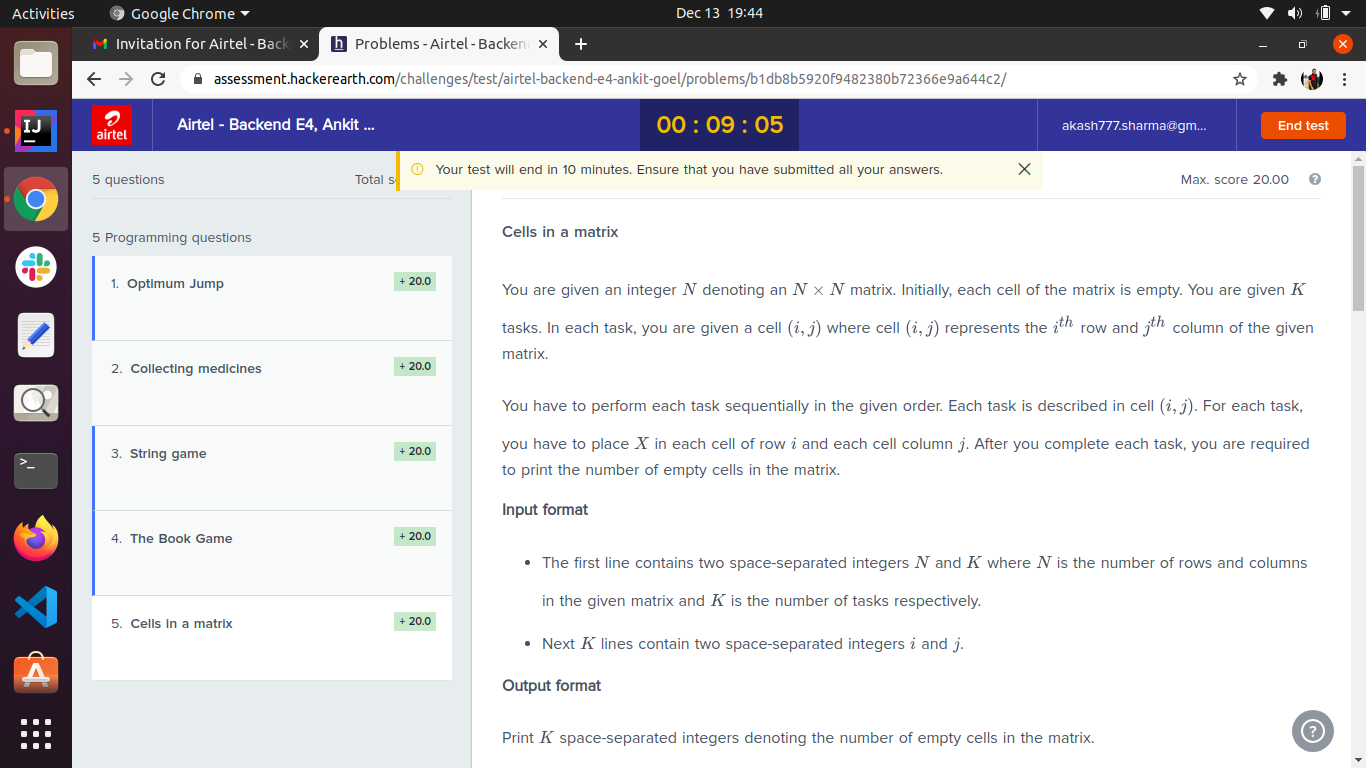 Activities
Google Chrome
Dec 13 19:44
Invitation for Airtel - Back
Problems - Airtel - Backen
assessment.hackerearth.com/challenges/test/airtel-backend-e4-ankit-goel/problems/b1db8b5920f9482380b72366e9a644c2/
airtel
Airtel - Backend E4, Ankit ...
00 : 09 : 05
akash777.sharma@gm...
End test
Your test will end in 10 minutes. Ensure that you have submitted all your answers.
5 questions
Total s
Max. score 20.00
5 Programming questions
1. Optimum Jump
+ 20.0
2. Collecting medicines
+ 20.0
3. String game
+ 20.0
4. The Book Game
+ 20.0
5. Cells in a matrix
+ 20.0
Cells in a matrix
You are given an integer N denoting an N × N matrix. Initially, each cell of the matrix is empty. You are given K
tasks. In each task, you are given a cell (i, j) where cell (i, j) represents the i^th row and j^th column of the given
matrix.
You have to perform each task sequentially in the given order. Each task is described in cell (i, j). For each task,
you have to place X in each cell of row i and each cell column j. After you complete each task, you are required
to print the number of empty cells in the matrix.
Input format
• The first line contains two space-separated integers N and K where N is the number of rows and columns
in the given matrix and K is the number of tasks respectively.
• Next K lines contain two space-separated integers i and j.
Output format
Print K space-separated integers denoting the number of empty cells in the matrix.